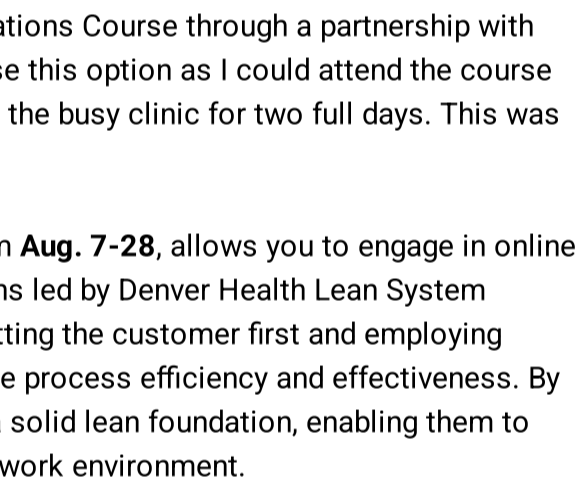 ations Course through a partnership with
se this option as I could attend the course
the busy clinic for two full days. This was
n Aug. 7-28, allows you to engage in online
ns led by Denver Health Lean System
tting the customer first and employing
e process efficiency and effectiveness. By
solid lean foundation, enabling them to
work environment.